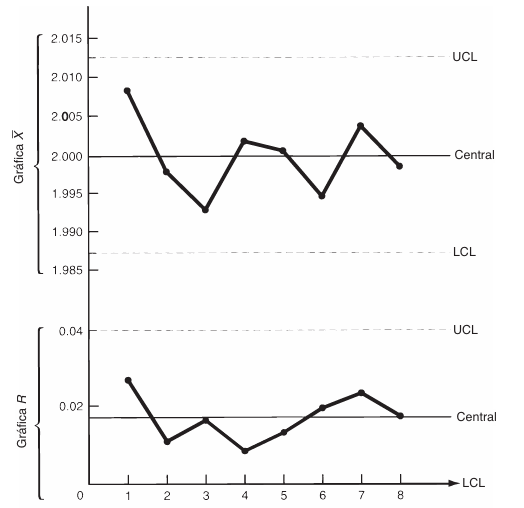 Gráfica X̅
2.015
UCL
2.010
2.005
2.000
Central
1.995
1.990
LCL
1.985
Gráfica R
0.04
UCL
0.02
Central
LCL
0 1 2 3 4 5 6 7 8